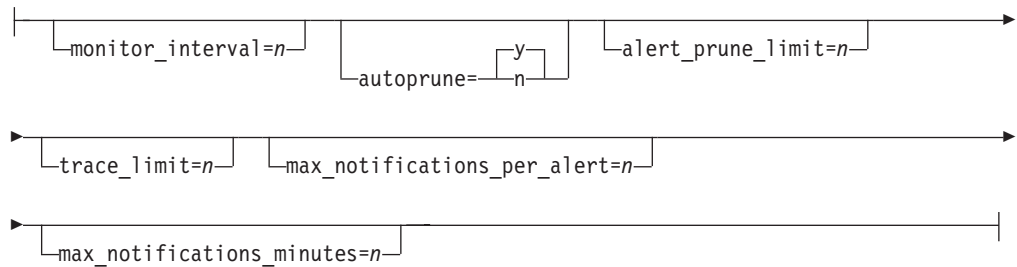 monitor_interval=n
autoprune=
y
n
alert_prune_limit=n
trace_limit=n
max_notifications_per_alert=n
max_notifications_minutes=n